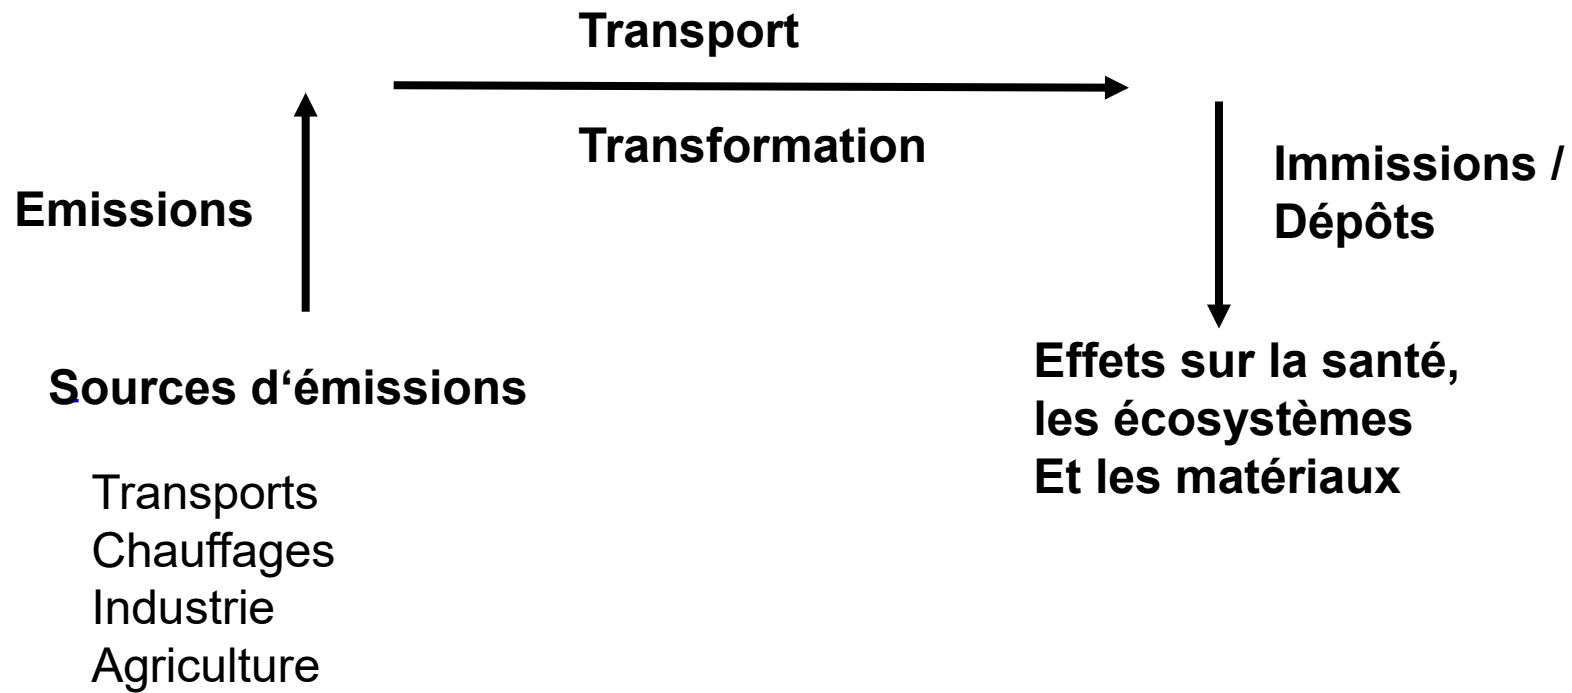 Transport
Transformation
Emissions
Immissions /
Dépôts
Sources d‘émissions
Transports
Chauffages
Industrie
Agriculture
Effets sur la santé,
les écosystèmes
Et les matériaux